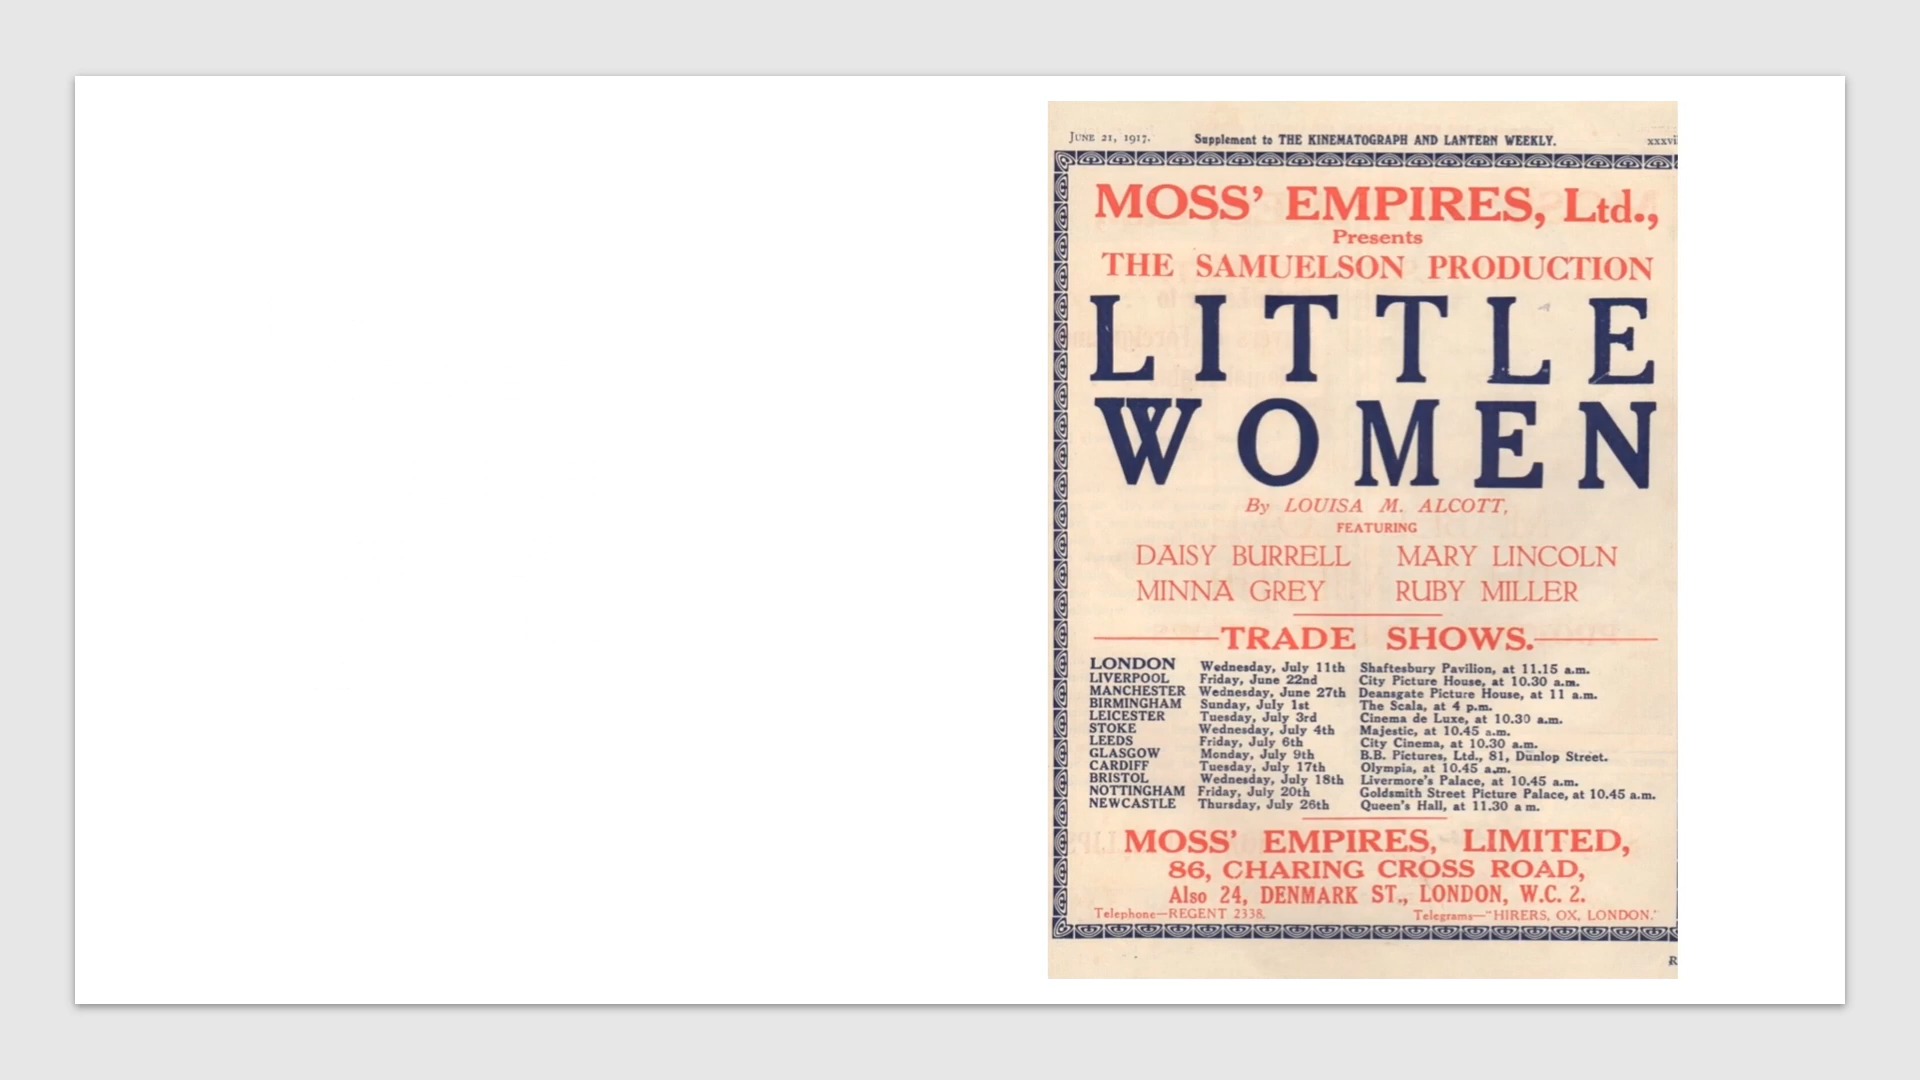 JUNE 21, 1917. Supplement to THE KINEMATOGRAPH AND LANTERN WEEKLY.
MOSS' EMPIRES, Ltd.,
Presents
THE SAMUELSON PRODUCTION
LITTLE
WOMEN
By LOUISA M. ALCOTT,
FEATURING
DAISY BURRELL MARY LINCOLN
MINNA GREY RUBY MILLER
TRADE SHOWS.
LONDON Wednesday, July 11th Shaftesbury Pavilion, at 11.15 a.m.
LIVERPOOL Friday, June 22nd City Picture House, at 10.30 a.m.
MANCHESTER Wednesday, June 27th Deansgate Picture House, at 11 a.m.
BIRMINGHAM Sunday, July 1st The Scala, at 4 p.m.
LEICESTER Tuesday, July 3rd Cinema de Luxe, at 10.30 a.m.
STOKE Wednesday, July 4th Majestic, at 10.45 a.m.
LEEDS Friday, July 6th City Cinema, at 10.30 a.m.
GLASGOW Monday, July 9th B.B. Pictures, Ltd., 81, Dunlop Street.
CARDIFF Tuesday, July 17th Olympia, at 10.45 a.m.
BRISTOL Wednesday, July 18th Livermore's Palace, at 10.45 a.m.
NOTTINGHAM Friday, July 20th Goldsmith Street Picture Palace, at 10.45 a.m.
NEWCASTLE Thursday, July 26th Queen's Hall, at 11.30 a m.
MOSS' EMPIRES, LIMITED,
86, CHARING CROSS ROAD,
Also 24, DENMARK ST., LONDON, W.C. 2.
Telephone—REGENT 2338. Telegrams—"HIRERS, OX, LONDON."